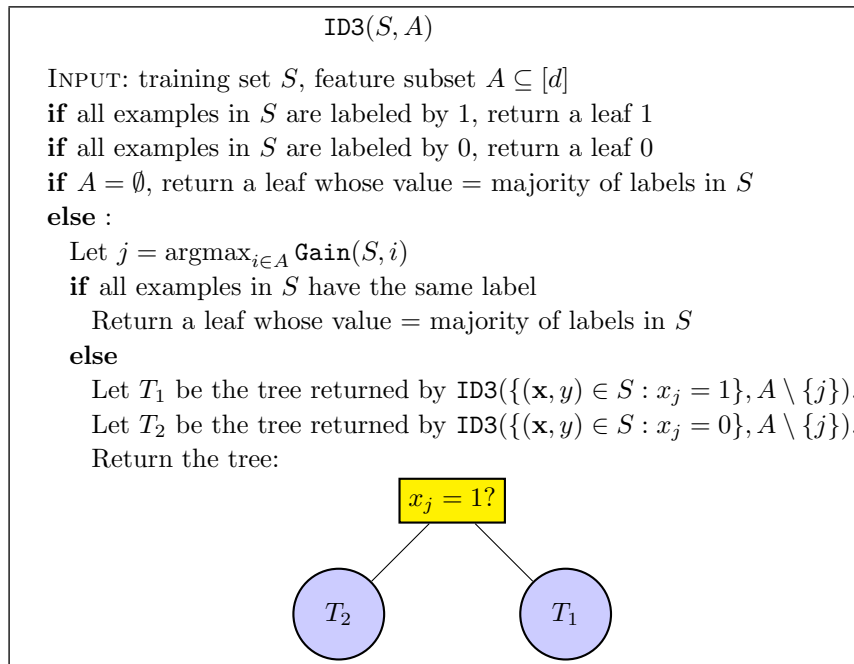 ID3(S, A)
INPUT: training set S, feature subset A ⊆ [d]
if all examples in S are labeled by 1, return a leaf 1
if all examples in S are labeled by 0, return a leaf 0
if A = ∅, return a leaf whose value = majority of labels in S
else :
Let j = argmax_{i∈A} Gain(S, i)
if all examples in S have the same label
Return a leaf whose value = majority of labels in S
else
Let T₁ be the tree returned by ID3({(𝐱, y) ∈ S : x_j = 1}, A \ {j}).
Let T₂ be the tree returned by ID3({(𝐱, y) ∈ S : x_j = 0}, A \ {j}).
Return the tree:
x_j = 1?
T₂ T₁